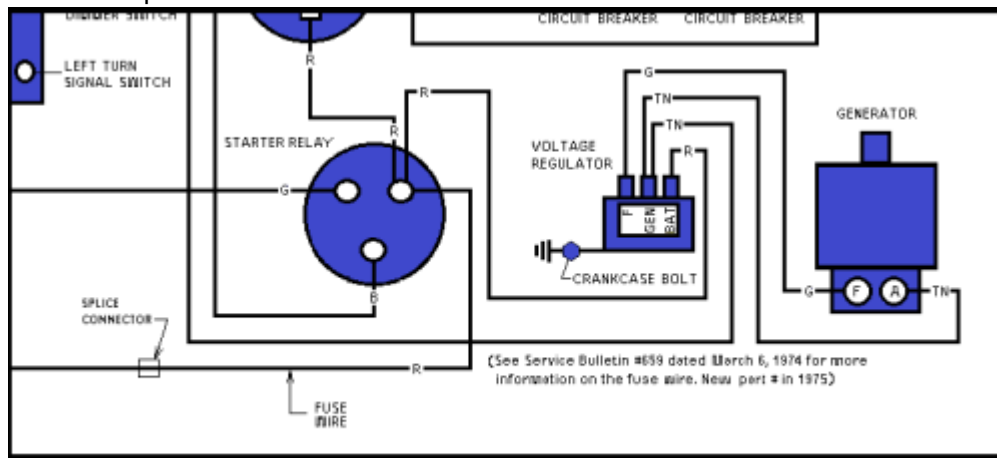 DIMMER SWITCH
CIRCUIT BREAKER
CIRCUIT BREAKER
LEFT TURN
SIGNAL SWITCH
R
R
R
STARTER RELAY
G
B
VOLTAGE
REGULATOR
G
TN
TN
R
F
GEN
BAT
CRANKCASE BOLT
GENERATOR
G
F
A
TN
SPLICE
CONNECTOR
R
FUSE
WIRE
(See Service Bulletin #659 dated March 6, 1974 for more
information on the fuse wire. New part # in 1975)